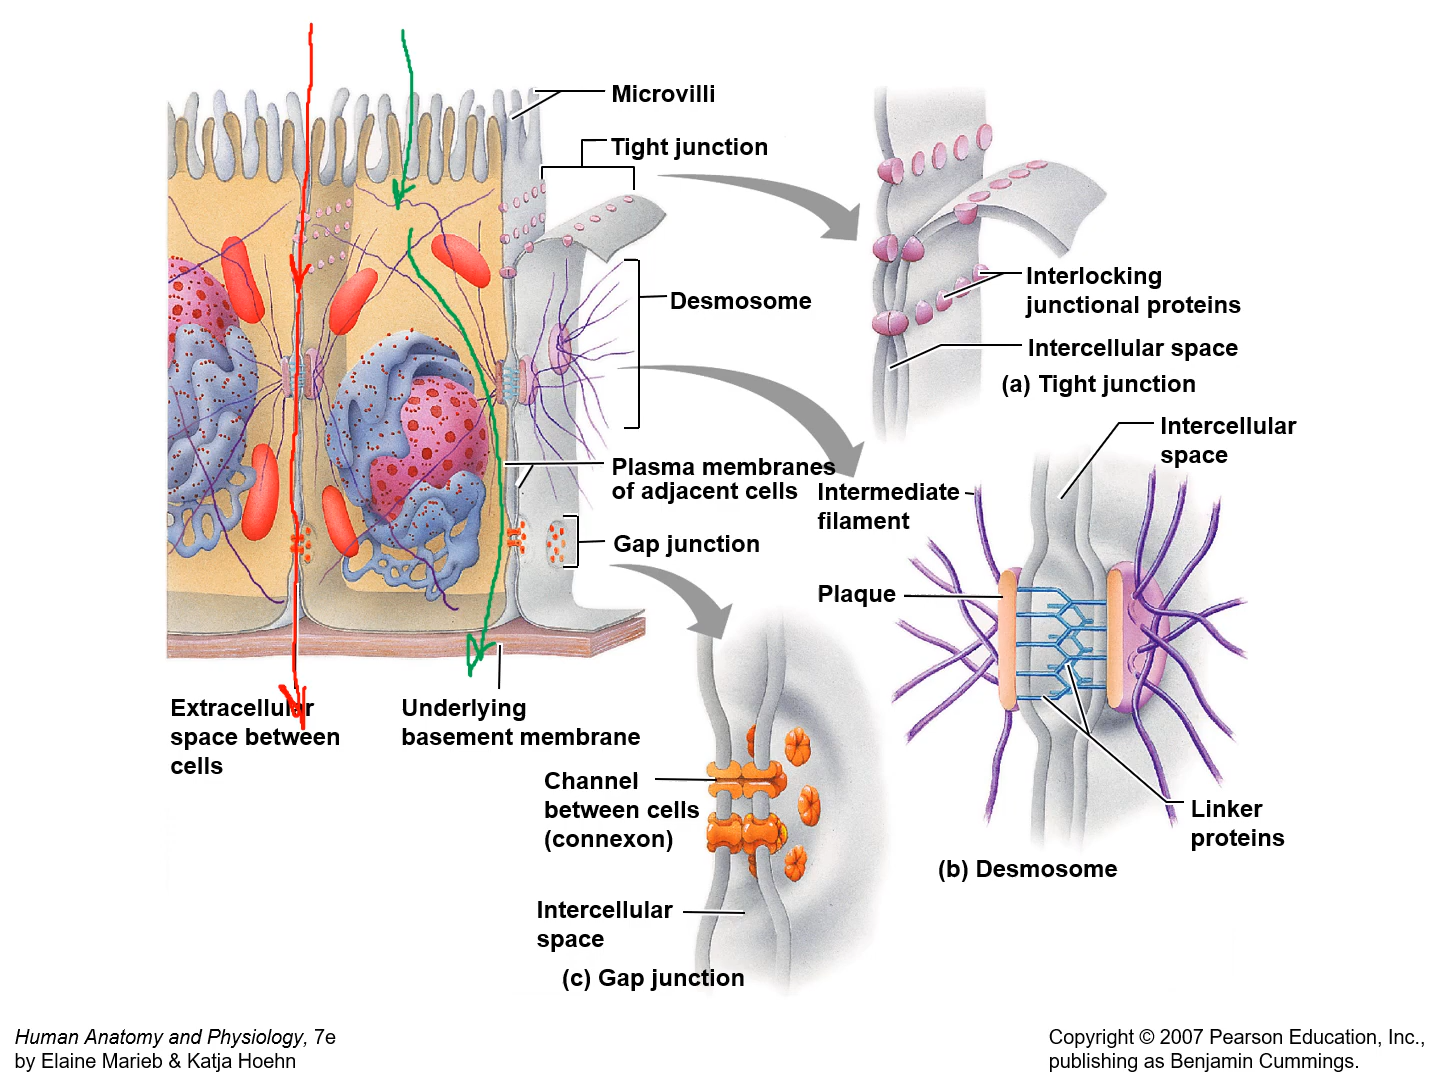 Microvilli
Tight junction
Desmosome
Plasma membranes
of adjacent cells
Gap junction
Extracellular
space between
cells
Underlying
basement membrane
Interlocking
junctional proteins
Intercellular space
(a) Tight junction
Intercellular
space
Intermediate
filament
Plaque
Linker
proteins
(b) Desmosome
Channel
between cells
(connexon)
Intercellular
space
(c) Gap junction
Human Anatomy and Physiology, 7e
by Elaine Marieb & Katja Hoehn
Copyright © 2007 Pearson Education, Inc.,
publishing as Benjamin Cummings.